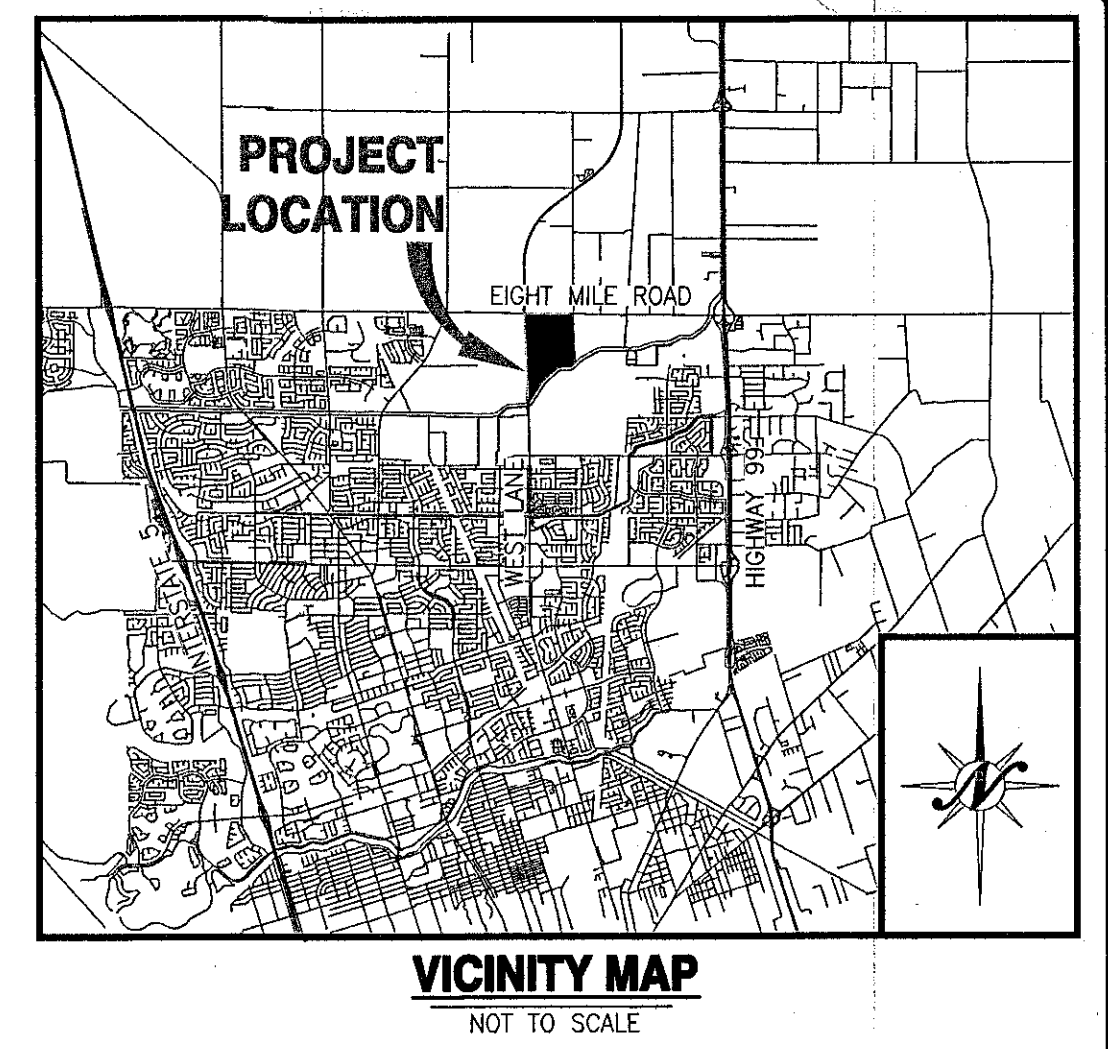 PROJECT
LOCATION
EIGHT MILE ROAD
WEST LANE
HIGHWAY 99
INTERSTATE 5
N
VICINITY MAP
NOT TO SCALE